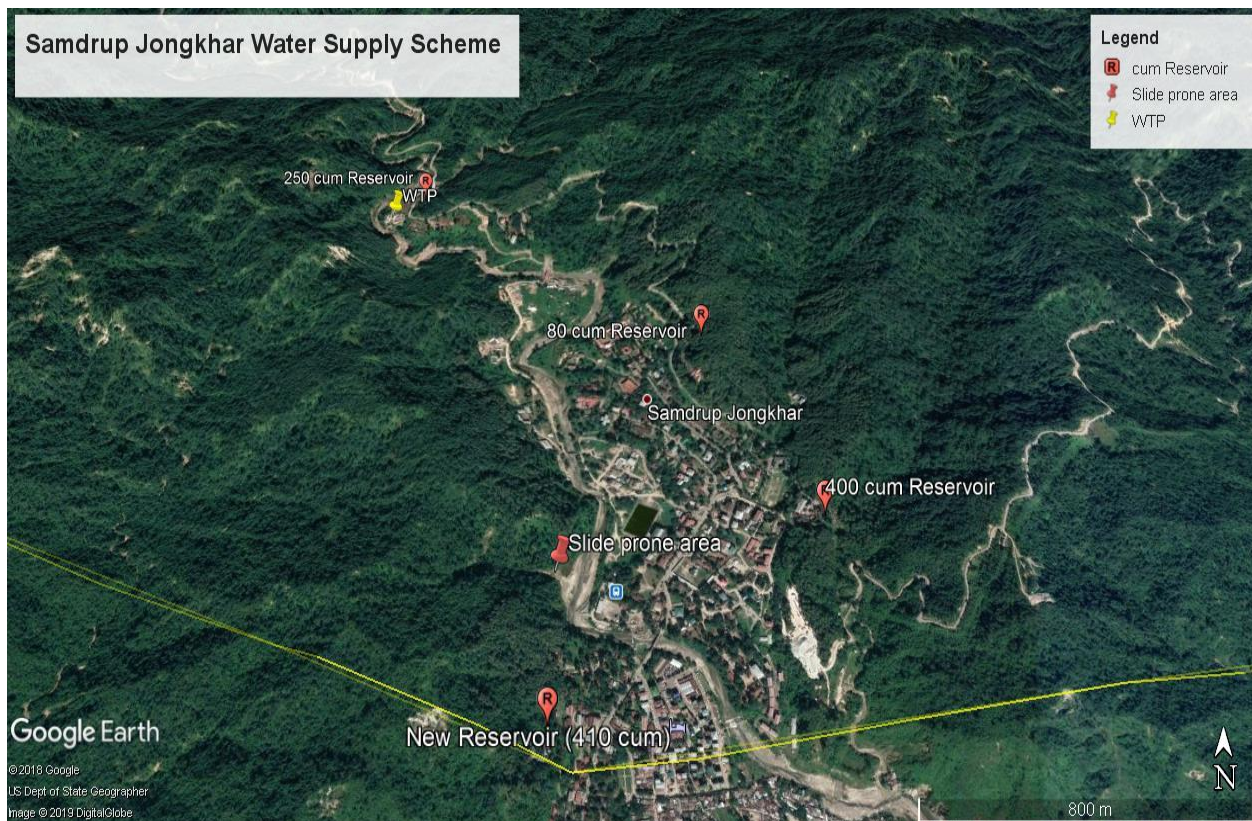 Samdrup Jongkhar Water Supply Scheme
Legend
R cum Reservoir
Slide prone area
WTP
250 cum Reservoir R
WTP
R
80 cum Reservoir
Samdrup Jongkhar
400 cum Reservoir
Slide prone area
R
New Reservoir (410 cum)
Google Earth
© 2018 Google
US Dept of State Geographer
Image © 2019 DigitalGlobe
N
800 m